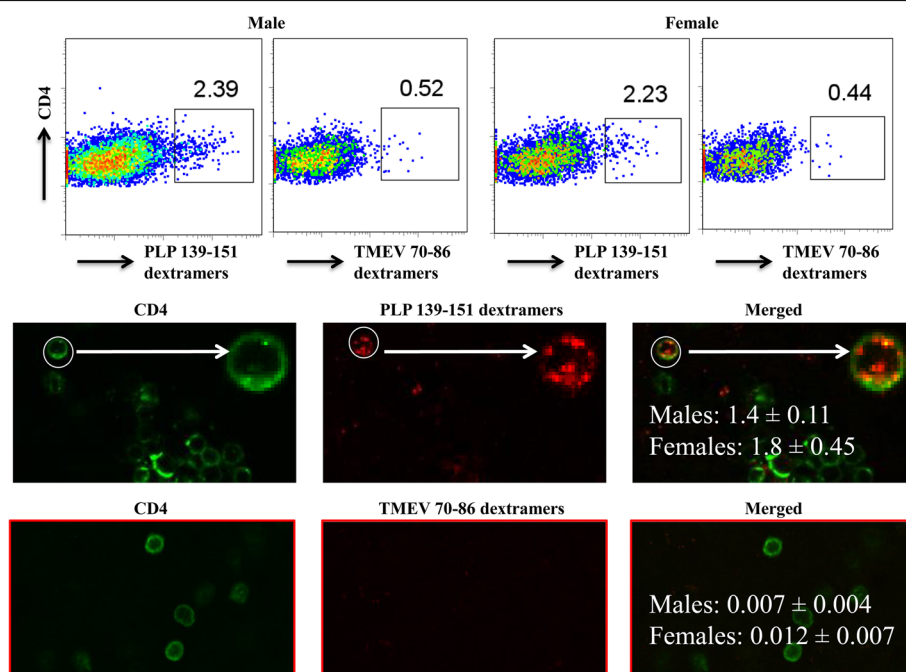 Male
Female
CD4
2.39
0.52
2.23
0.44
PLP 139-151
dextramers
TMEV 70-86
dextramers
PLP 139-151
dextramers
TMEV 70-86
dextramers
CD4
PLP 139-151 dextramers
Merged
Males: 1.4 ± 0.11
Females: 1.8 ± 0.45
CD4
TMEV 70-86 dextramers
Merged
Males: 0.007 ± 0.004
Females: 0.012 ± 0.007